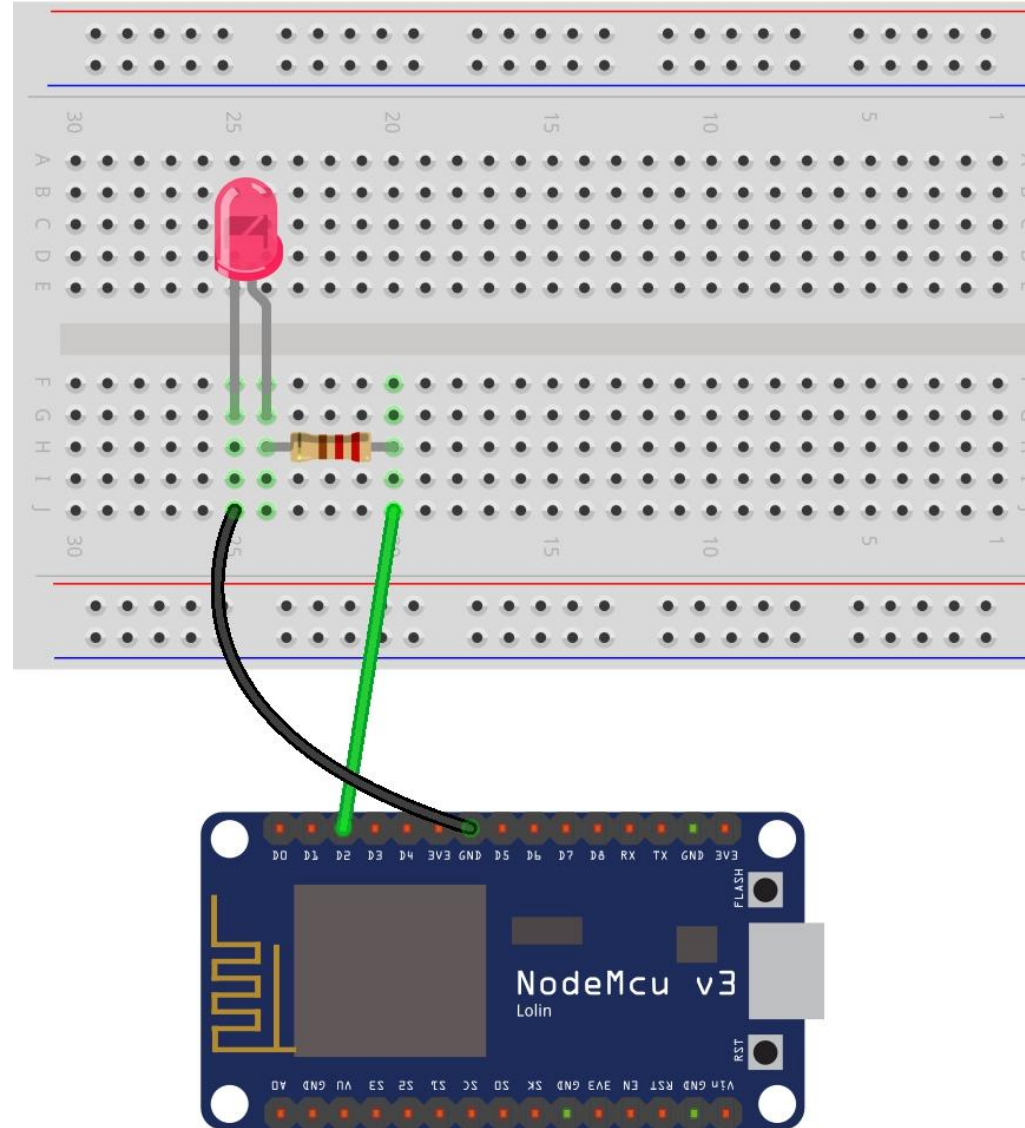 30 25 20 15 10 5 1
A
B
C
D
E
F
G
H
I
J
30 25 20 15 10 5 1
D0 D1 D2 D3 D4 3V3 GND D5 D6 D7 D8 RX TX GND 3V3
FLASH
NodeMcu v3
Lolin
RST
A0 GND VU S3 S2 S1 SC SO SK GND 3V3 EN RST GND Vin